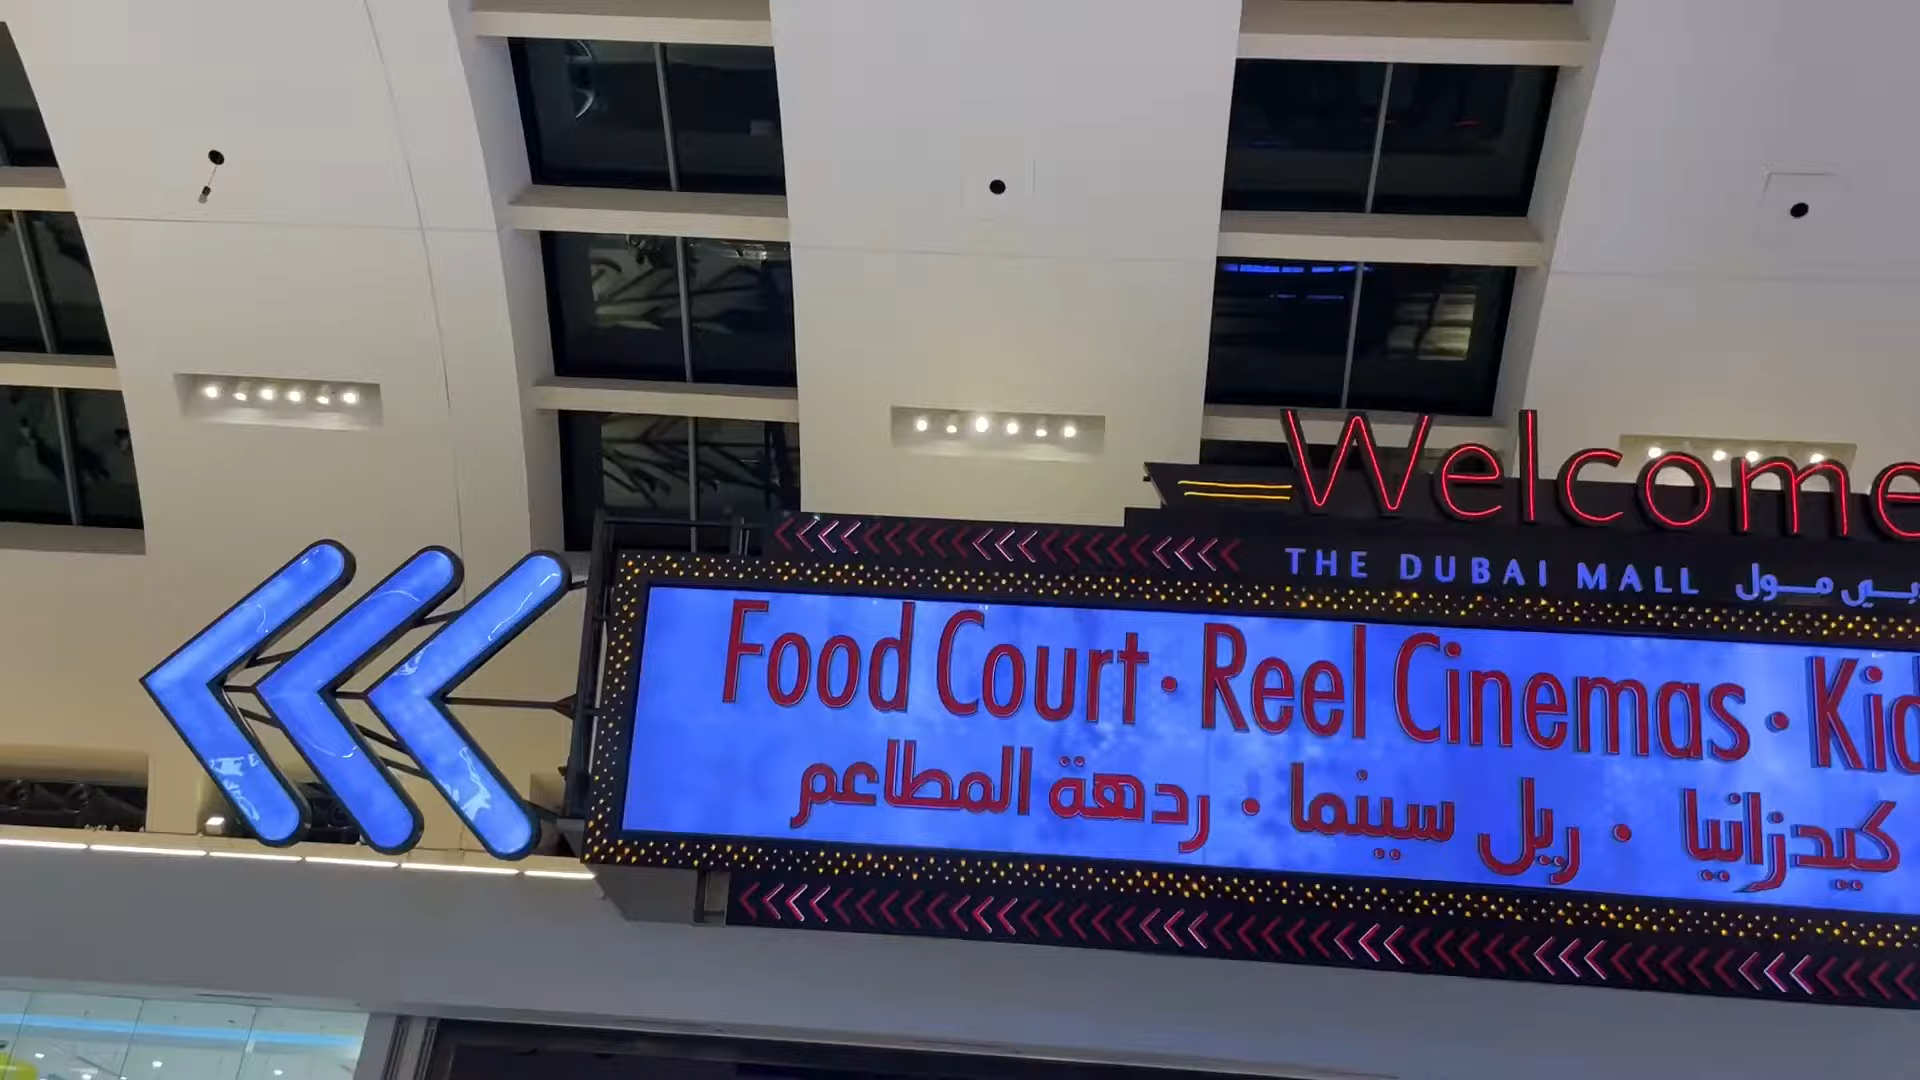 Welcome
THE DUBAI MALL
Food Court · Reel Cinemas ·
ردهة المطاعم · ريل سينما · كيدزانيا